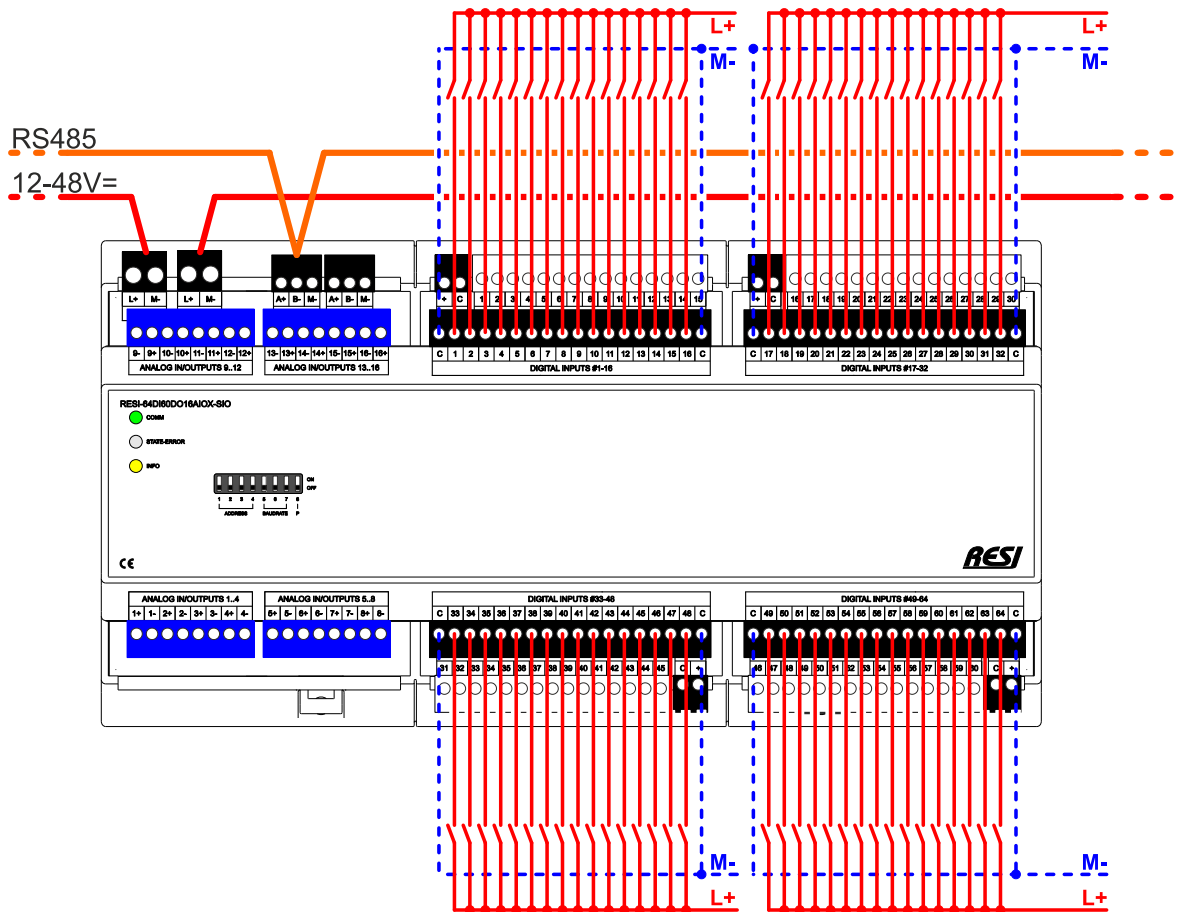 L+ L+
M- M-
RS485
12-48V=
L+ M- L+ M- A+ B- M- A+ B- M- + C 1 2 3 4 5 6 7 8 9 10 11 12 13 14 15 + C 16 17 18 19 20 21 22 23 24 25 26 27 28 29 30
9- 9+ 10- 10+ 11- 11+ 12- 12+ 13- 13+ 14- 14+ 15- 15+ 16- 16+ C 1 2 3 4 5 6 7 8 9 10 11 12 13 14 15 16 C C 17 18 19 20 21 22 23 24 25 26 27 28 29 30 31 32 C
ANALOG IN/OUTPUTS 9..12 ANALOG IN/OUTPUTS 13..16 DIGITAL INPUTS #1-16 DIGITAL INPUTS #17-32
RESI-64DI60DO16AIOX-SIO
COMM
STATE-ERROR
INFO
ON
OFF
1 2 3 4 5 6 7 8
ADDRESS BAUDRATE P
CE RESI
ANALOG IN/OUTPUTS 1..4 ANALOG IN/OUTPUTS 5..8 DIGITAL INPUTS #33-48 DIGITAL INPUTS #49-64
1+ 1- 2+ 2- 3+ 3- 4+ 4- 5+ 5- 6+ 6- 7+ 7- 8+ 8- C 33 34 35 36 37 38 39 40 41 42 43 44 45 46 47 48 C C 49 50 51 52 53 54 55 56 57 58 59 60 61 62 63 64 C
31 32 33 34 35 36 37 38 39 40 41 42 43 44 45 C + 46 47 48 49 50 51 52 53 54 55 56 57 58 59 60 C +
M- M-
L+ L+